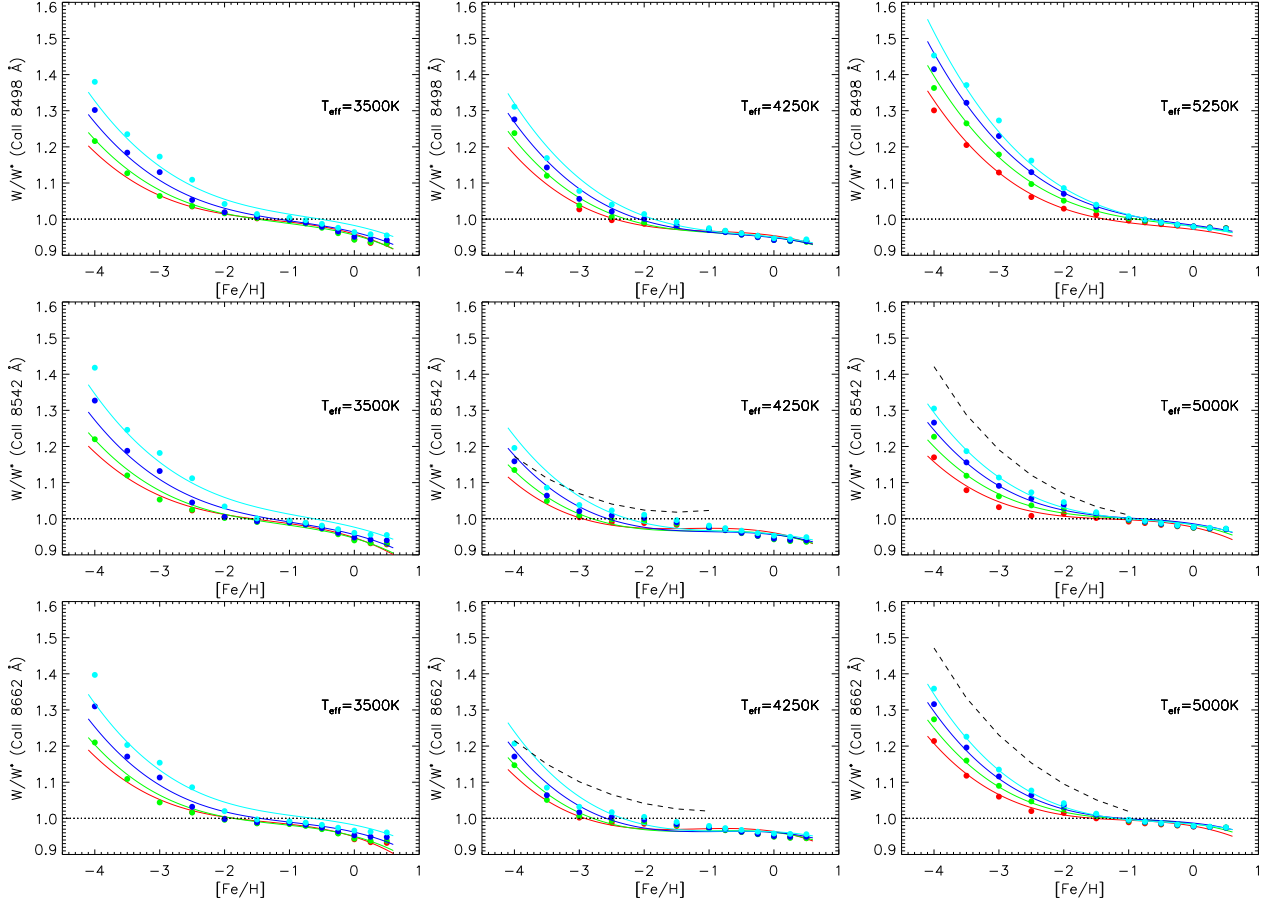 1.6
1.5
1.4
1.3
1.2
1.1
1.0
0.9
W/W* (CaII 8498 Å)
T_eff=3500K
−4 −3 −2 −1 0 1
[Fe/H]
1.6
1.5
1.4
1.3
1.2
1.1
1.0
0.9
W/W* (CaII 8498 Å)
T_eff=4250K
−4 −3 −2 −1 0 1
[Fe/H]
1.6
1.5
1.4
1.3
1.2
1.1
1.0
0.9
W/W* (CaII 8498 Å)
T_eff=5250K
−4 −3 −2 −1 0 1
[Fe/H]
1.6
1.5
1.4
1.3
1.2
1.1
1.0
0.9
W/W* (CaII 8542 Å)
T_eff=3500K
−4 −3 −2 −1 0 1
[Fe/H]
1.6
1.5
1.4
1.3
1.2
1.1
1.0
0.9
W/W* (CaII 8542 Å)
T_eff=4250K
−4 −3 −2 −1 0 1
[Fe/H]
1.6
1.5
1.4
1.3
1.2
1.1
1.0
0.9
W/W* (CaII 8542 Å)
T_eff=5000K
−4 −3 −2 −1 0 1
[Fe/H]
1.6
1.5
1.4
1.3
1.2
1.1
1.0
0.9
W/W* (CaII 8662 Å)
T_eff=3500K
−4 −3 −2 −1 0 1
[Fe/H]
1.6
1.5
1.4
1.3
1.2
1.1
1.0
0.9
W/W* (CaII 8662 Å)
T_eff=4250K
−4 −3 −2 −1 0 1
[Fe/H]
1.6
1.5
1.4
1.3
1.2
1.1
1.0
0.9
W/W* (CaII 8662 Å)
T_eff=5000K
−4 −3 −2 −1 0 1
[Fe/H]